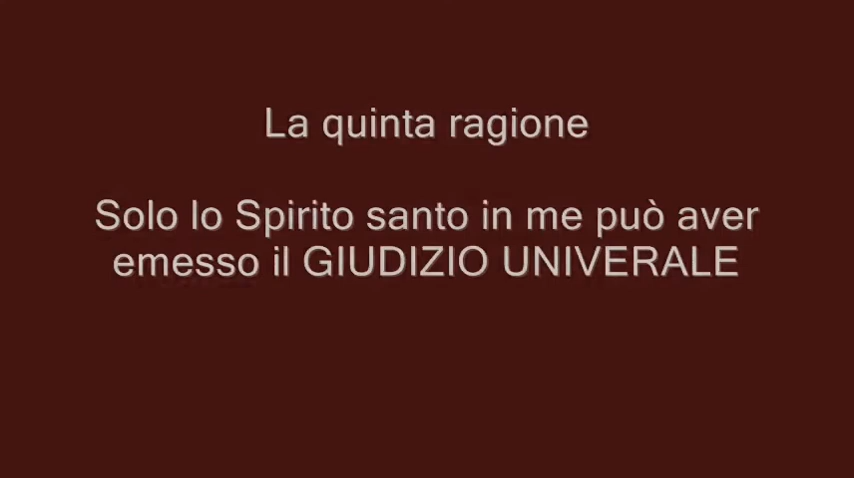 La quinta ragione
Solo lo Spirito santo in me può aver
emesso il GIUDIZIO UNIVERALE